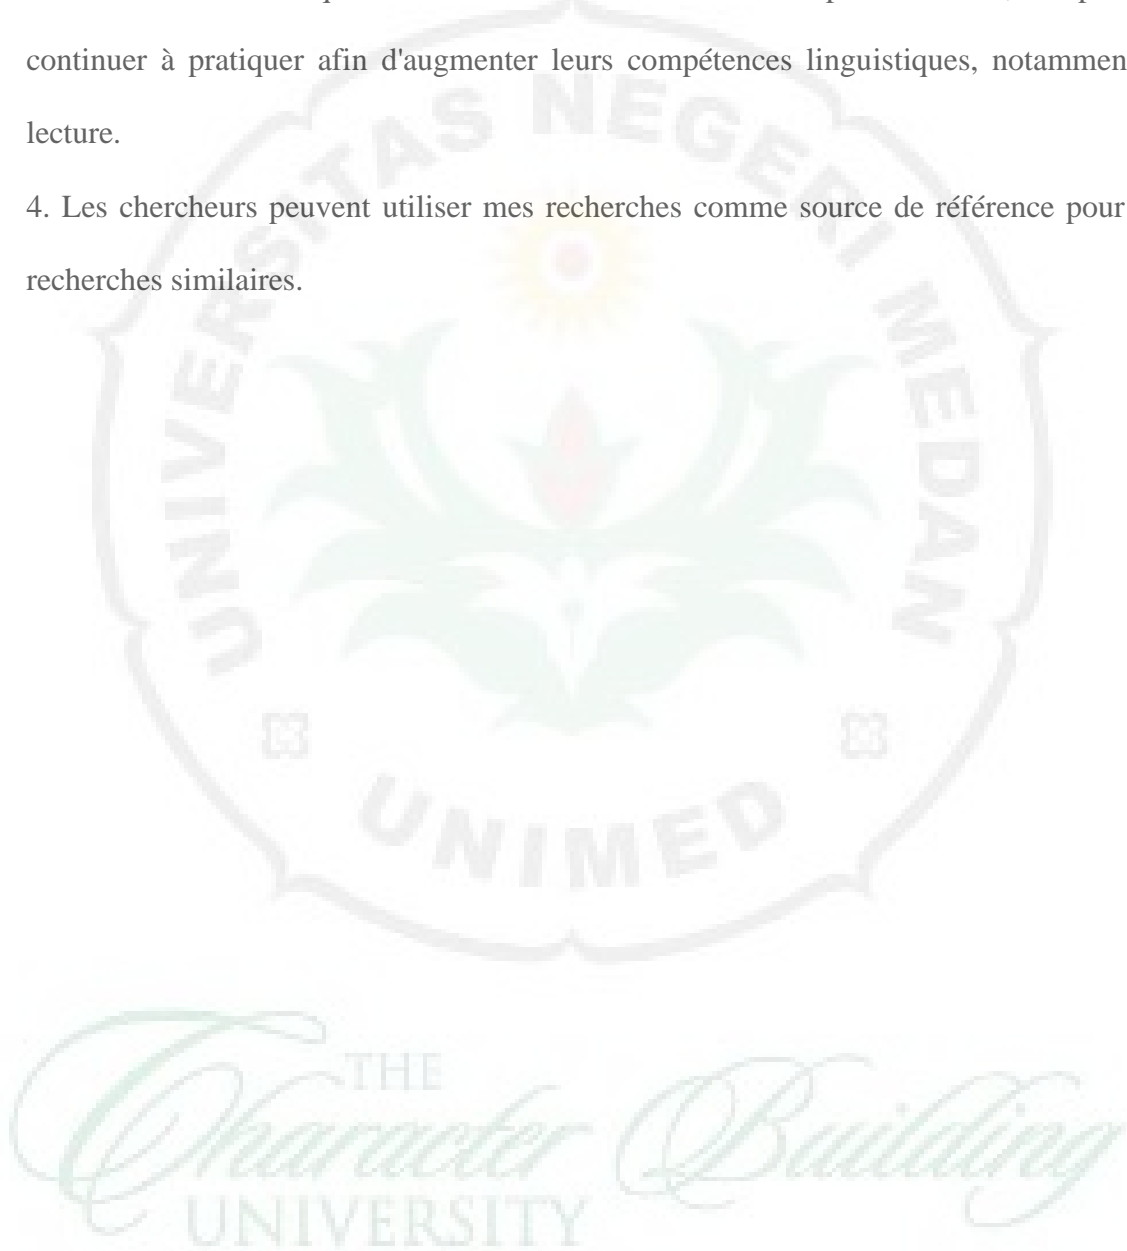 continuer à pratiquer afin d'augmenter leurs compétences linguistiques, notammen
lecture.
4. Les chercheurs peuvent utiliser mes recherches comme source de référence pour
recherches similaires.
UNIVERSITAS NEGERI MEDAN
UNIMED
THE
Character Building
UNIVERSITY